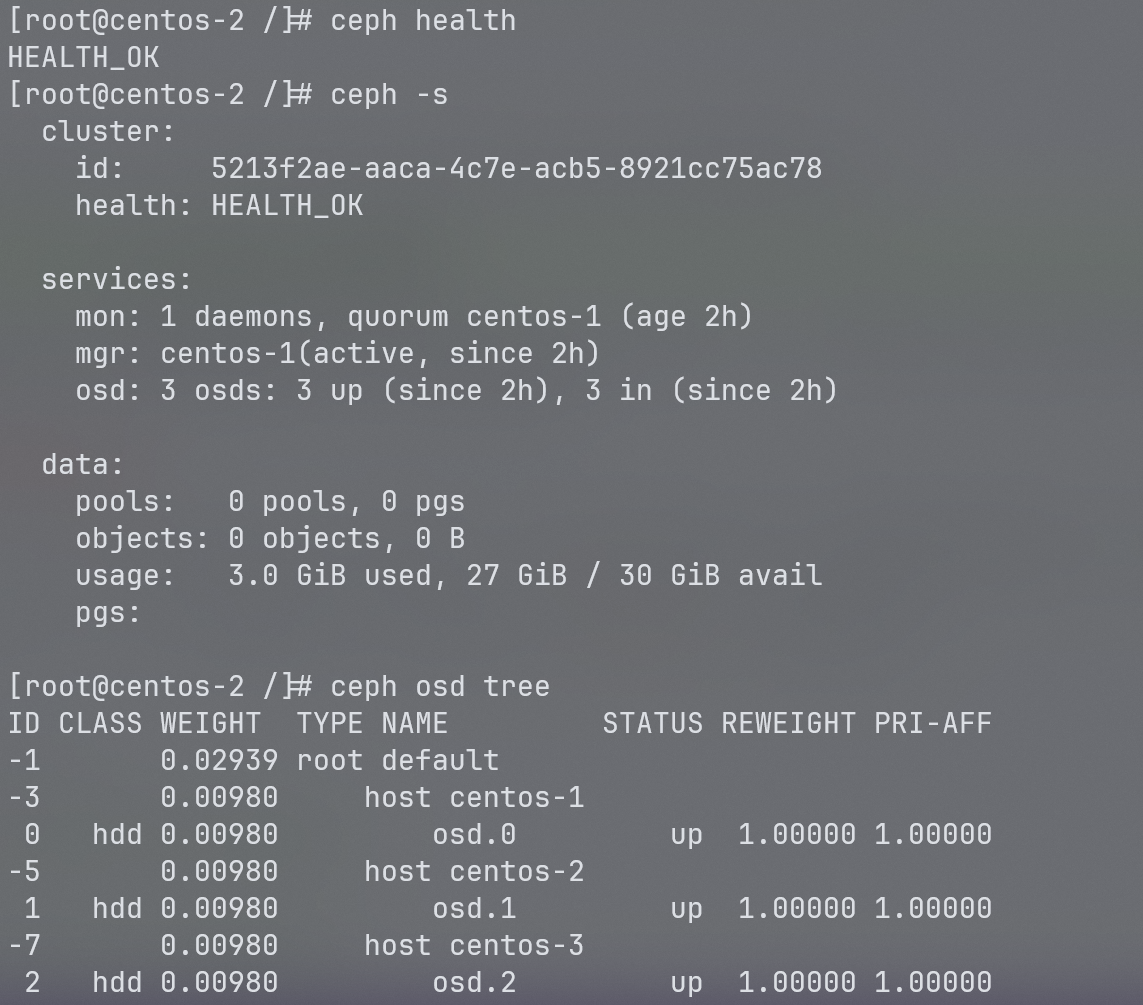 [root@centos-2 /]# ceph health
HEALTH_OK
[root@centos-2 /]# ceph -s
  cluster:
    id:     5213f2ae-aaca-4c7e-acb5-8921cc75ac78
    health: HEALTH_OK

  services:
    mon: 1 daemons, quorum centos-1 (age 2h)
    mgr: centos-1(active, since 2h)
    osd: 3 osds: 3 up (since 2h), 3 in (since 2h)

  data:
    pools:   0 pools, 0 pgs
    objects: 0 objects, 0 B
    usage:   3.0 GiB used, 27 GiB / 30 GiB avail
    pgs:

[root@centos-2 /]# ceph osd tree
ID CLASS WEIGHT  TYPE NAME         STATUS REWEIGHT PRI-AFF
-1       0.02939 root default
-3       0.00980     host centos-1
 0   hdd 0.00980         osd.0         up  1.00000 1.00000
-5       0.00980     host centos-2
 1   hdd 0.00980         osd.1         up  1.00000 1.00000
-7       0.00980     host centos-3
 2   hdd 0.00980         osd.2         up  1.00000 1.00000